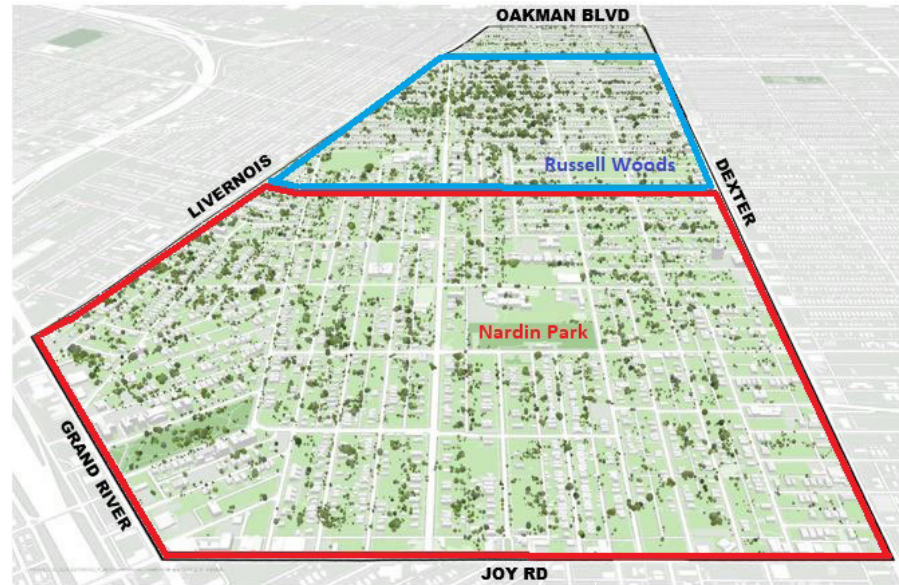 OAKMAN BLVD
Russell Woods
LIVERNOIS
DEXTER
Nardin Park
GRAND RIVER
JOY RD